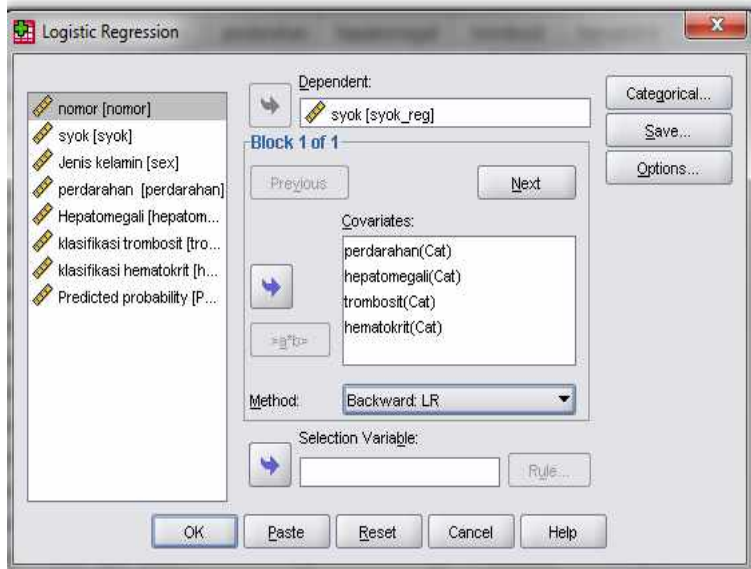 Logistic Regression
nomor [nomor]
syok [syok]
Jenis kelamin [sex]
perdarahan [perdarahan]
Hepatomegali [hepatom...
klasifikasi trombosit [tro...
klasifikasi hematokrit [h...
Predicted probability [P...
Dependent:
syok [syok_reg]
Block 1 of 1
Previous
Next
Covariates:
perdarahan(Cat)
hepatomegali(Cat)
trombosit(Cat)
hematokrit(Cat)
>a*b>
Method:
Backward: LR
Selection Variable:
Rule...
Categorical...
Save...
Options...
OK
Paste
Reset
Cancel
Help